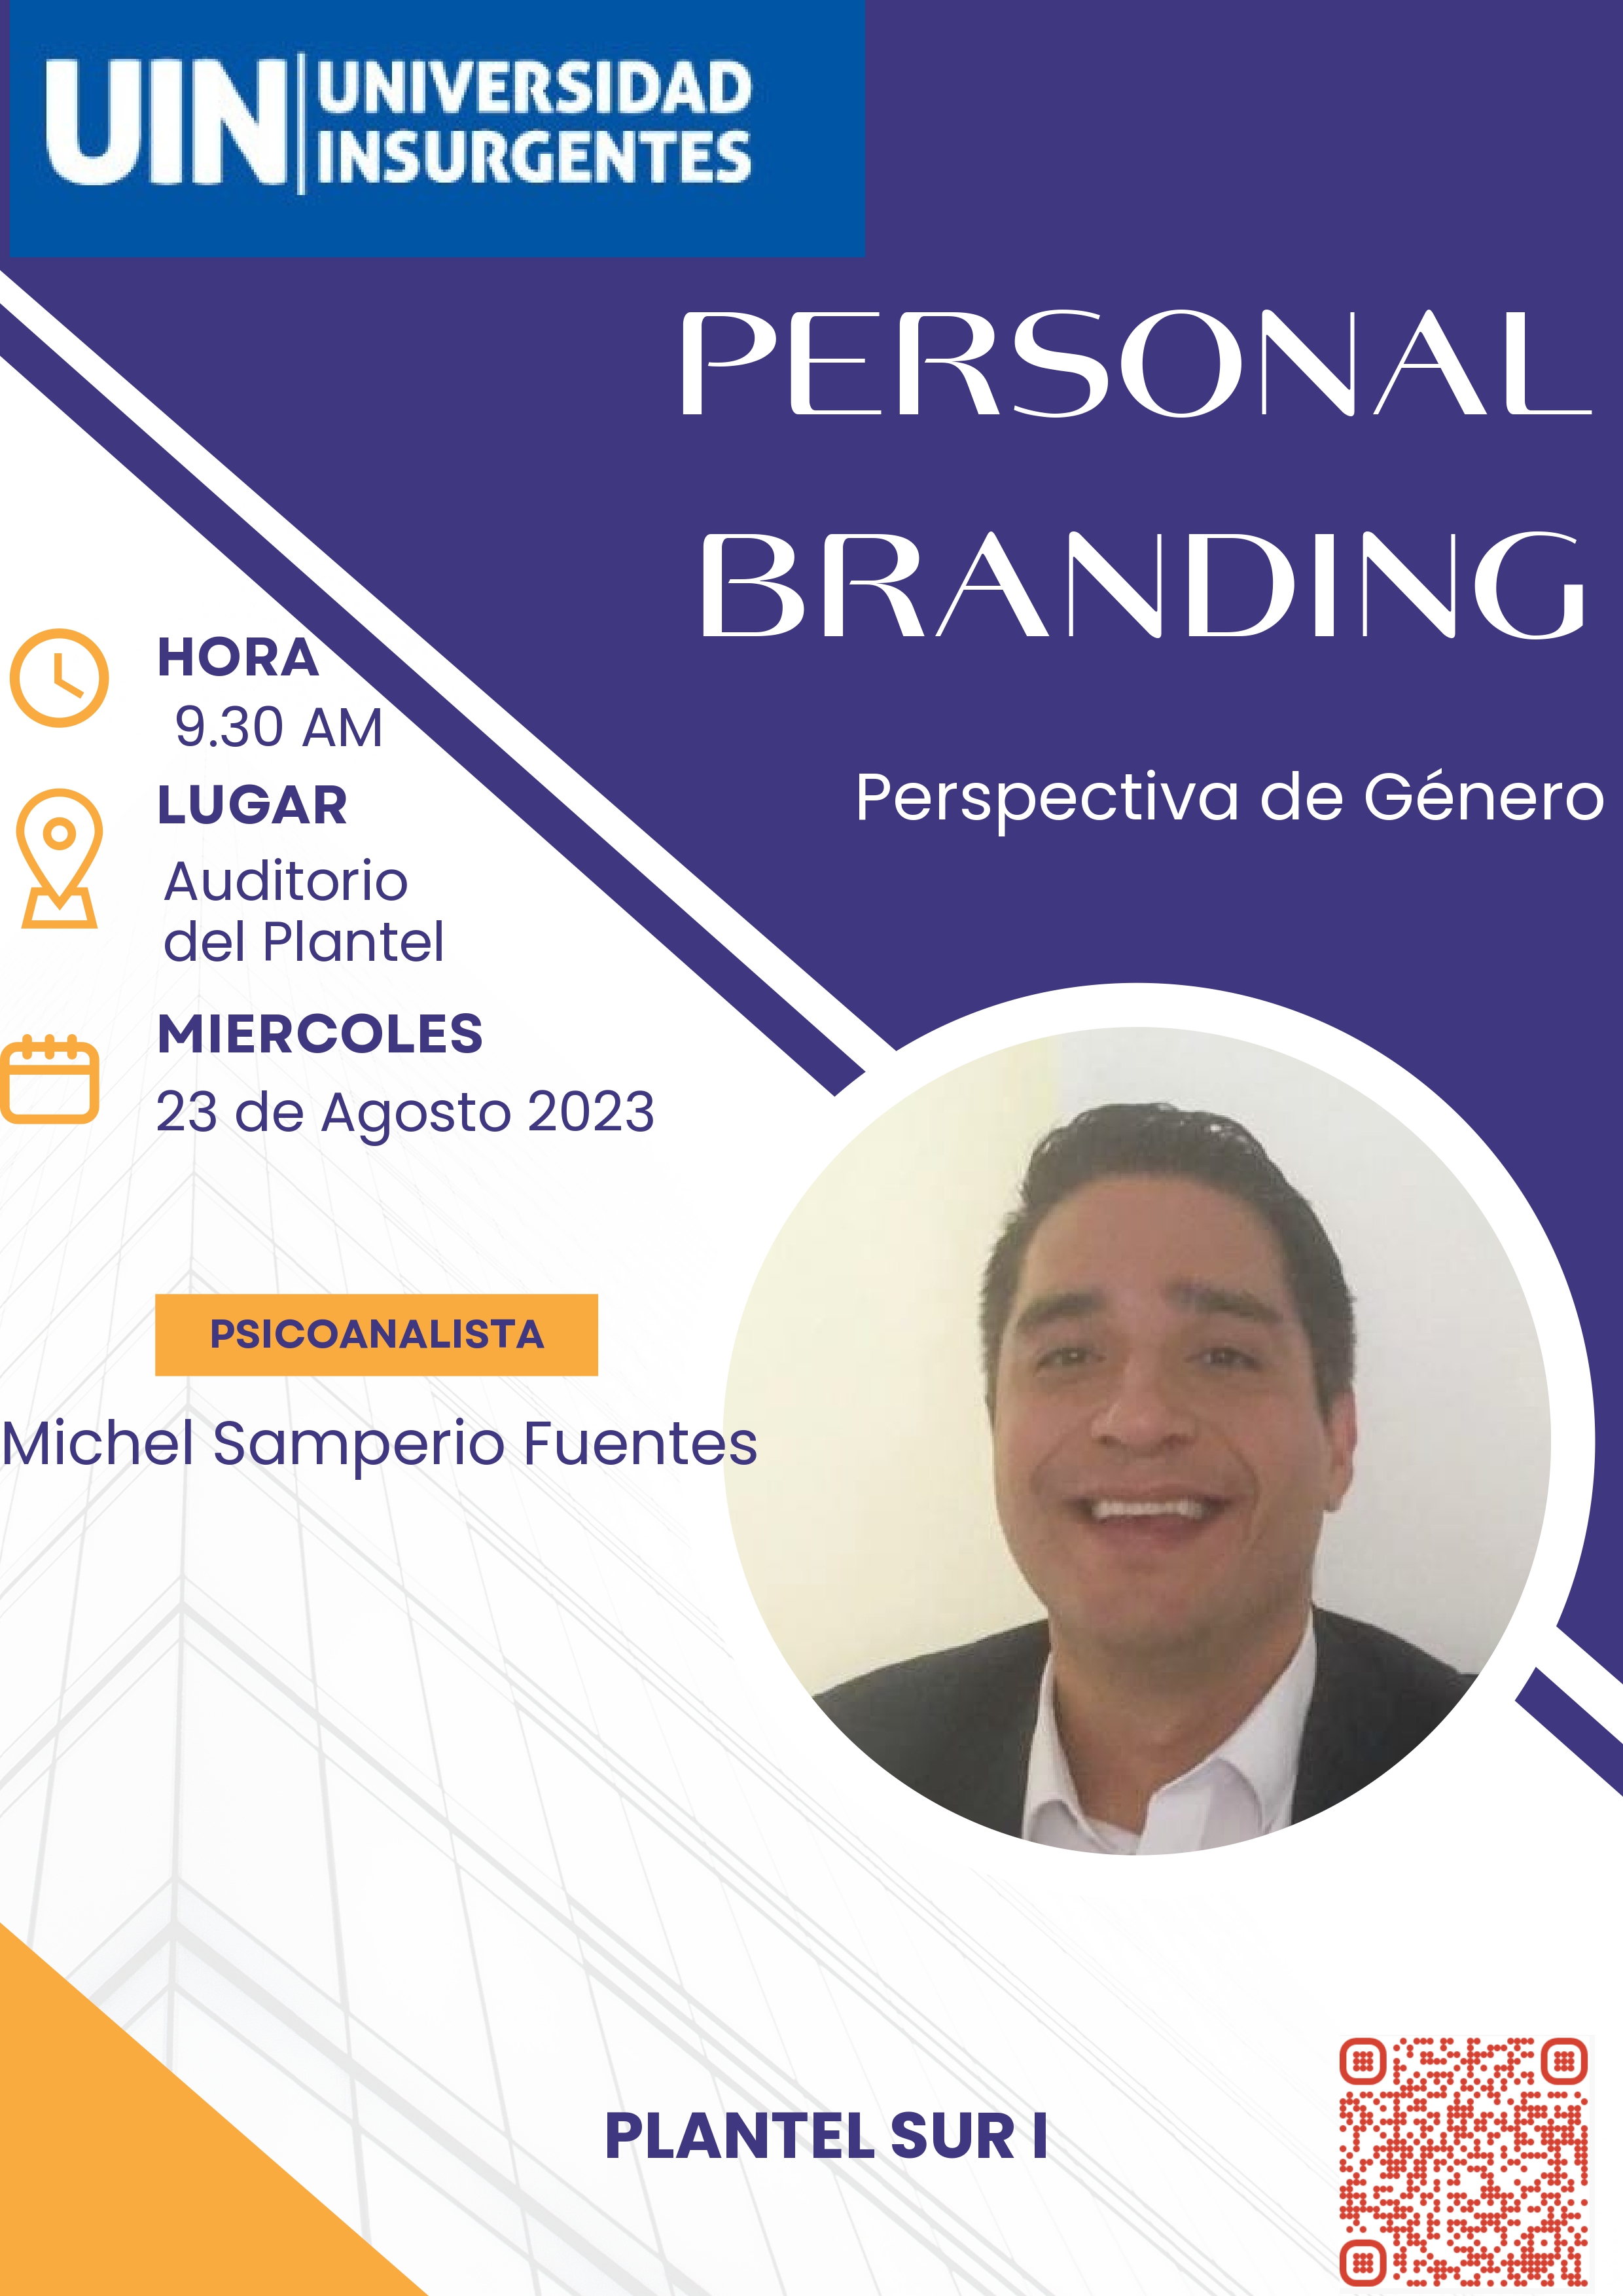 UIN UNIVERSIDAD
INSURGENTES
PERSONAL
BRANDING
Perspectiva de Género
HORA
9.30 AM
LUGAR
Auditorio
del Plantel
MIERCOLES
23 de Agosto 2023
PSICOANALISTA
Michel Samperio Fuentes
PLANTEL SUR I